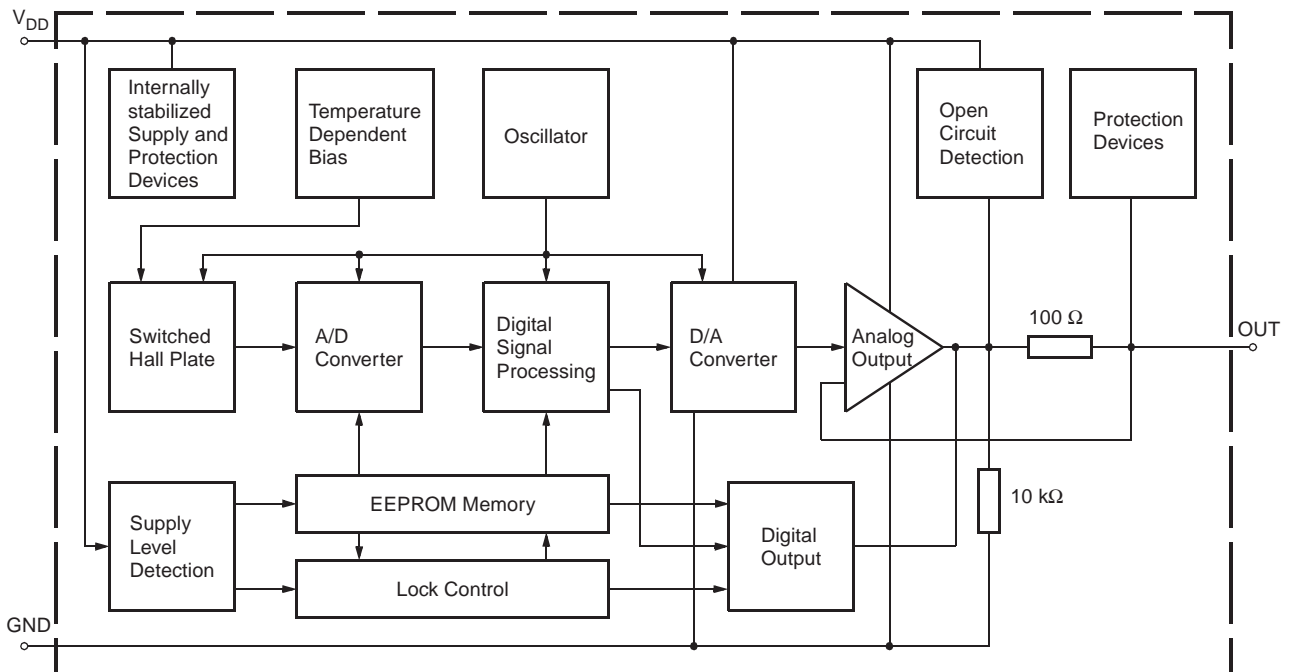 V_DD
Internally
stabilized
Supply and
Protection
Devices
Temperature
Dependent
Bias
Oscillator
Open
Circuit
Detection
Protection
Devices
Switched
Hall Plate
A/D
Converter
Digital
Signal
Processing
D/A
Converter
Analog
Output
100 Ω
OUT
Supply
Level
Detection
EEPROM Memory
Lock Control
Digital
Output
10 kΩ
GND